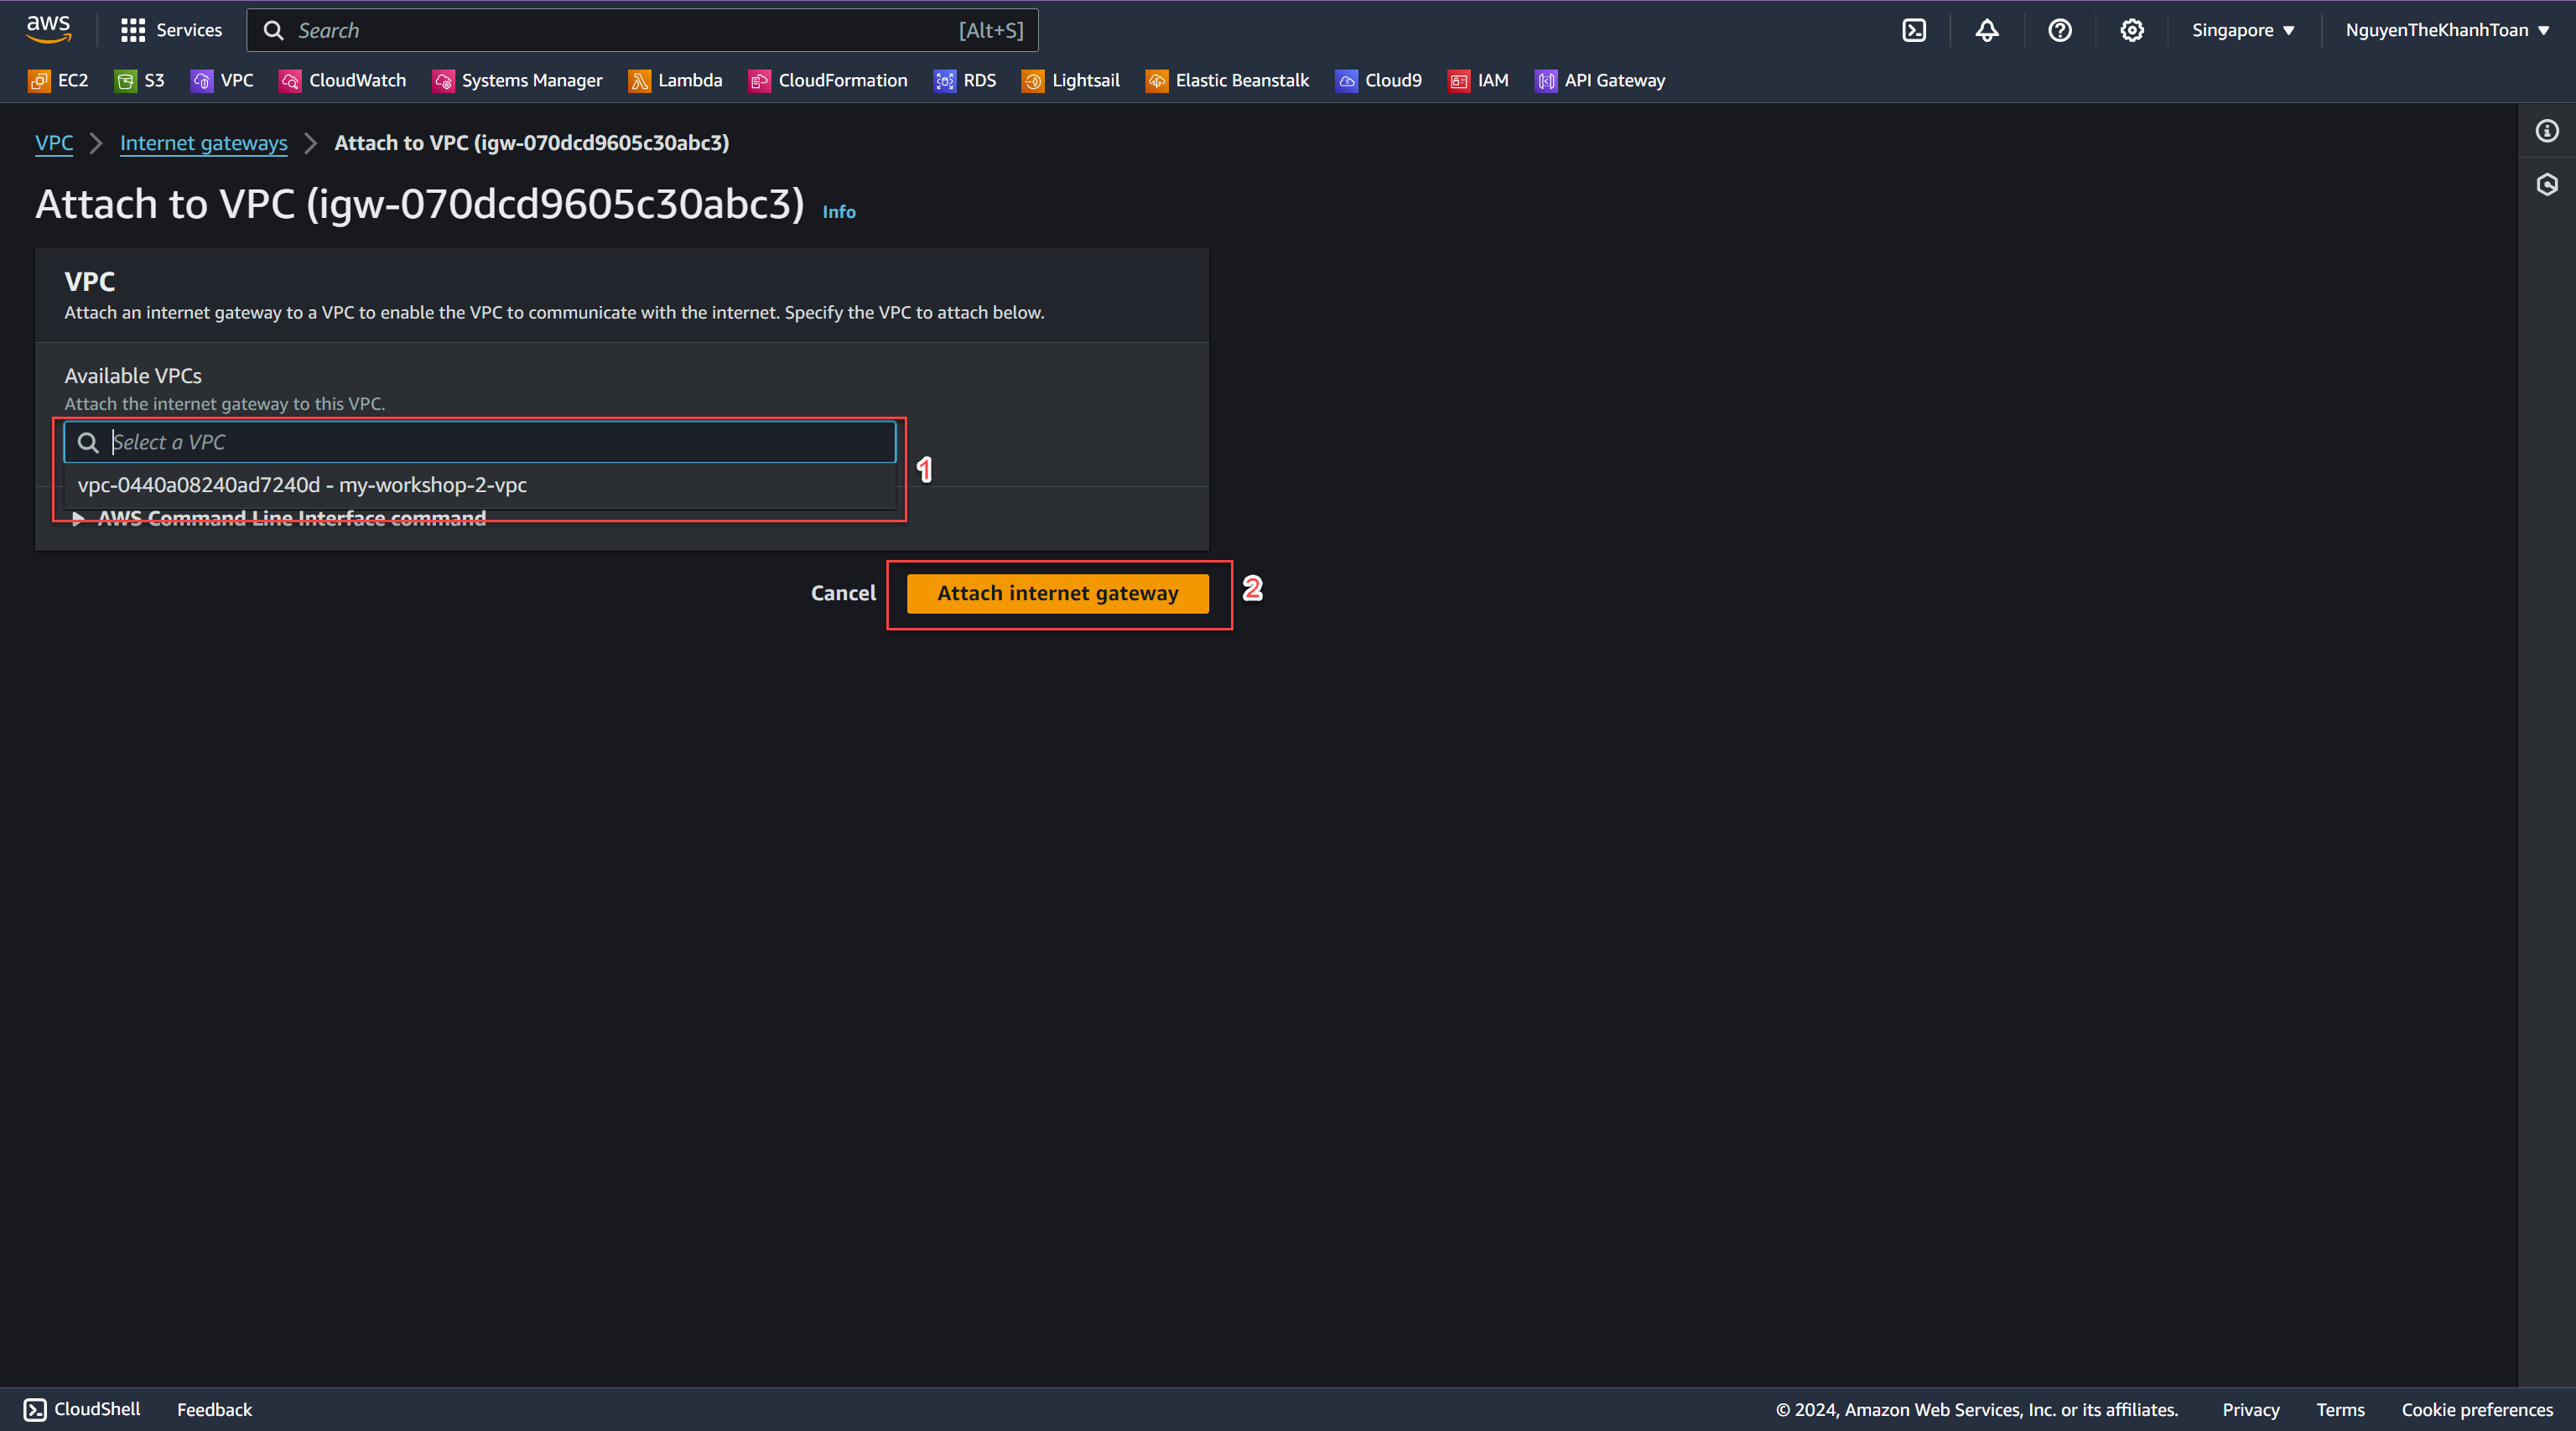 aws Services Search [Alt+S] Singapore NguyenTheKhanhToan
EC2 S3 VPC CloudWatch Systems Manager Lambda CloudFormation RDS Lightsail Elastic Beanstalk Cloud9 IAM API Gateway
VPC Internet gateways Attach to VPC (igw-070dcd9605c30abc3)
Attach to VPC (igw-070dcd9605c30abc3) Info
VPC
Attach an internet gateway to a VPC to enable the VPC to communicate with the internet. Specify the VPC to attach below.
Available VPCs
Attach the internet gateway to this VPC.
Select a VPC
1
vpc-0440a08240ad7240d - my-workshop-2-vpc
AWS Command Line Interface command
Cancel Attach internet gateway 2
CloudShell Feedback © 2024, Amazon Web Services, Inc. or its affiliates. Privacy Terms Cookie preferences